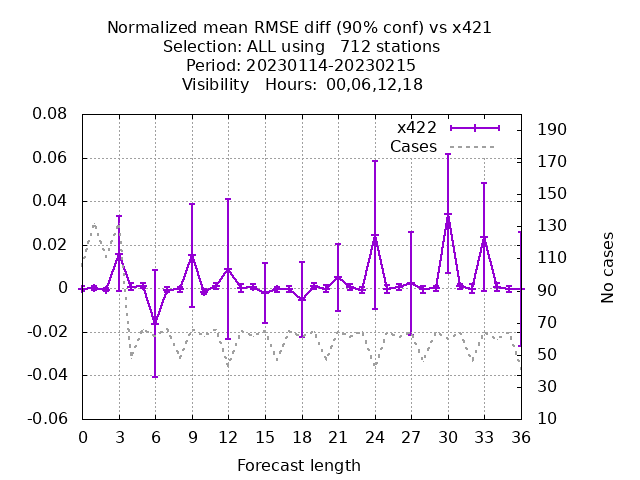 Normalized mean RMSE diff (90% conf) vs x421
Selection: ALL using   712 stations
Period: 20230114-20230215
Visibility   Hours:  00,06,12,18
0.08
0.06
0.04
0.02
0
-0.02
-0.04
-0.06
x422
Cases
190
170
150
130
110
90
70
50
30
10
No cases
0 3 6 9 12 15 18 21 24 27 30 33 36
Forecast length